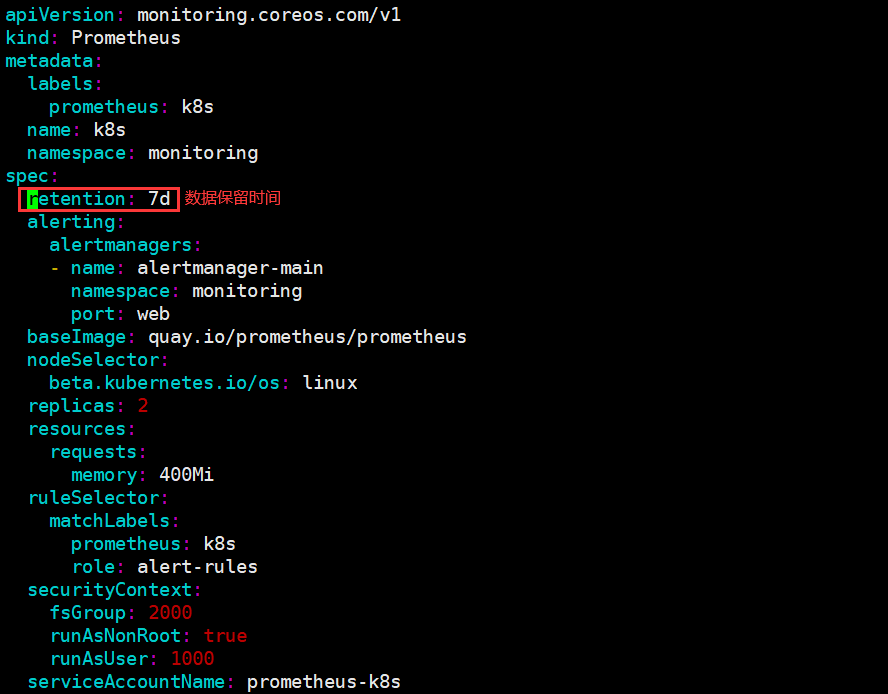 apiVersion: monitoring.coreos.com/v1
kind: Prometheus
metadata:
  labels:
    prometheus: k8s
  name: k8s
  namespace: monitoring
spec:
  retention: 7d 数据保留时间
  alerting:
    alertmanagers:
    - name: alertmanager-main
      namespace: monitoring
      port: web
  baseImage: quay.io/prometheus/prometheus
  nodeSelector:
    beta.kubernetes.io/os: linux
  replicas: 2
  resources:
    requests:
      memory: 400Mi
  ruleSelector:
    matchLabels:
      prometheus: k8s
      role: alert-rules
  securityContext:
    fsGroup: 2000
    runAsNonRoot: true
    runAsUser: 1000
  serviceAccountName: prometheus-k8s